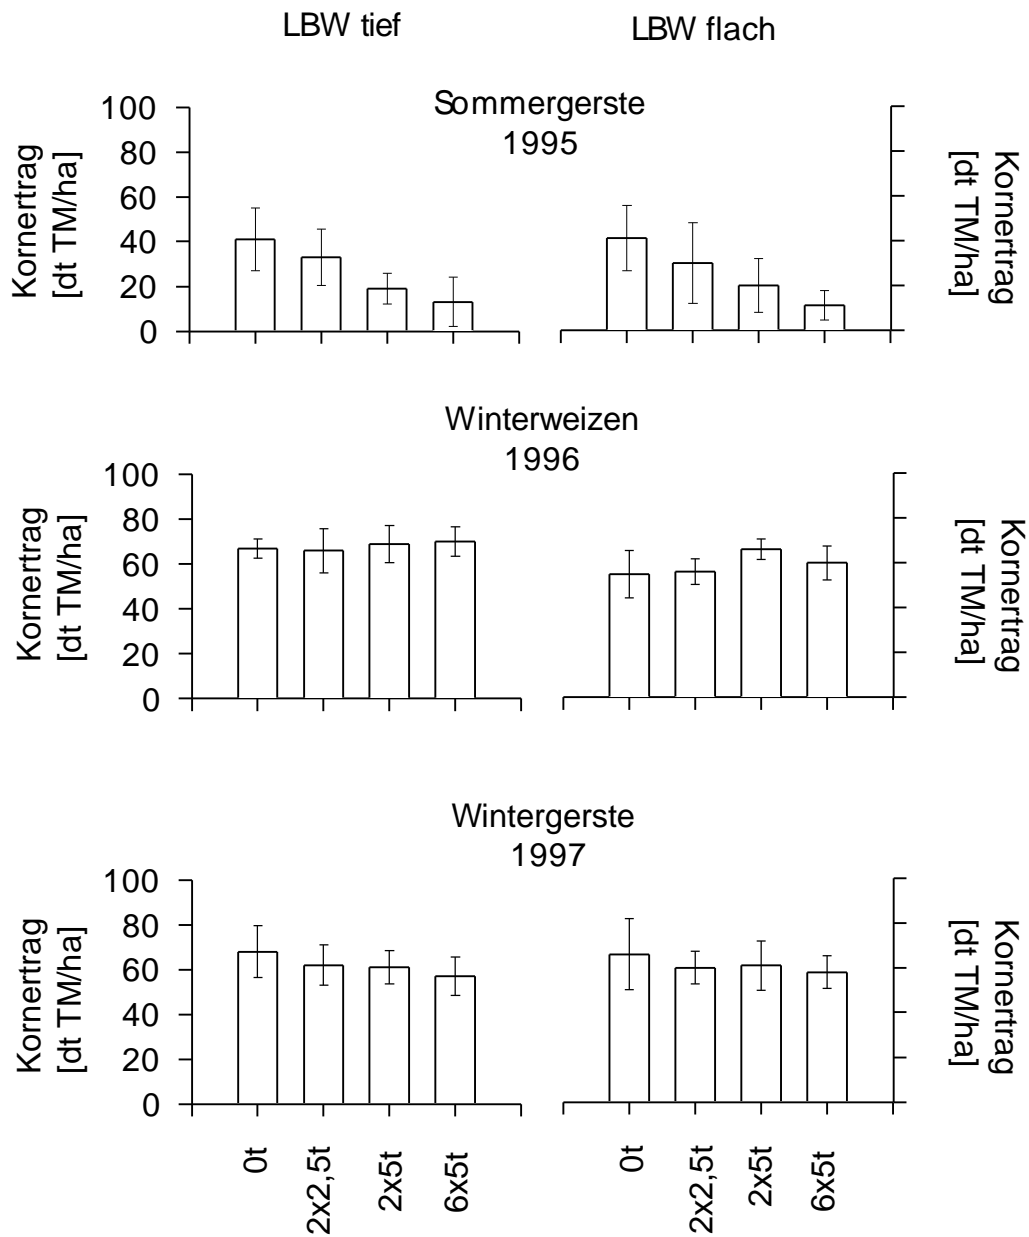 LBW tief
LBW flach
Sommergerste
1995
Kornertrag
[dt TM/ha]
100
80
60
40
20
0
Kornertrag
[dt TM/ha]
Winterweizen
1996
Kornertrag
[dt TM/ha]
100
80
60
40
20
0
Kornertrag
[dt TM/ha]
Wintergerste
1997
Kornertrag
[dt TM/ha]
100
80
60
40
20
0
Kornertrag
[dt TM/ha]
0t
2x2,5t
2x5t
6x5t
0t
2x2,5t
2x5t
6x5t